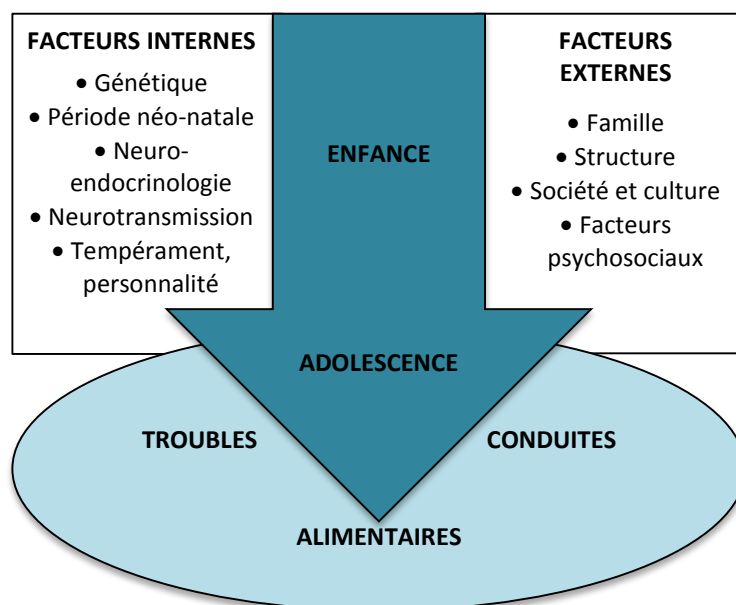 FACTEURS INTERNES
• Génétique
• Période néo-natale
• Neuro-
endocrinologie
• Neurotransmission
• Tempérament,
personnalité
ENFANCE
ADOLESCENCE
FACTEURS
EXTERNES
• Famille
• Structure
• Société et culture
• Facteurs
psychosociaux
TROUBLES
CONDUITES
ALIMENTAIRES